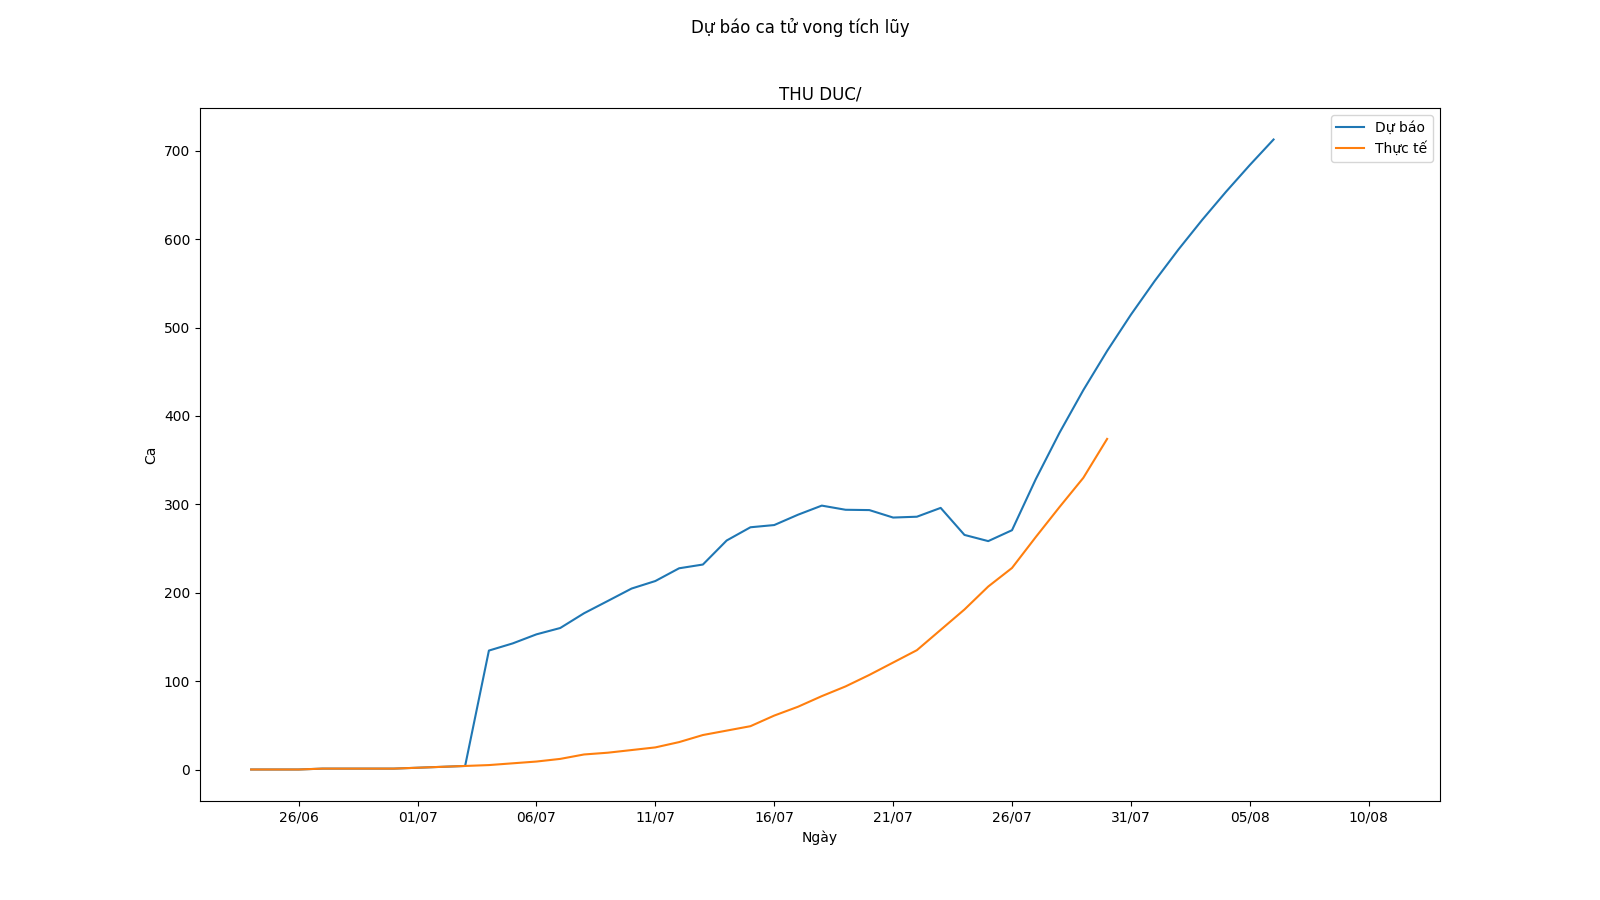 Dự báo ca tử vong tích lũy
THU DUC/
Dự báo
Thực tế
700
600
500
400
300
200
100
0
Ca
26/06 01/07 06/07 11/07 16/07 21/07 26/07 31/07 05/08 10/08
Ngày